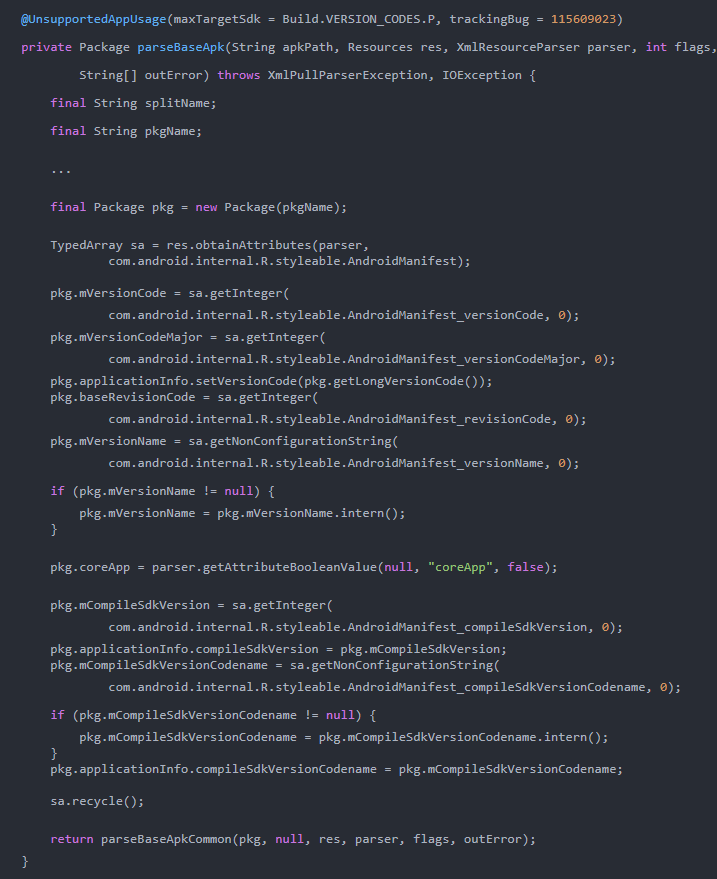 @UnsupportedAppUsage(maxTargetSdk = Build.VERSION_CODES.P, trackingBug = 115609023)
private Package parseBaseApk(String apkPath, Resources res, XmlResourceParser parser, int flags,
        String[] outError) throws XmlPullParserException, IOException {
    final String splitName;
    final String pkgName;
    ...
    final Package pkg = new Package(pkgName);
    TypedArray sa = res.obtainAttributes(parser,
            com.android.internal.R.styleable.AndroidManifest);
    pkg.mVersionCode = sa.getInteger(
            com.android.internal.R.styleable.AndroidManifest_versionCode, 0);
    pkg.mVersionCodeMajor = sa.getInteger(
            com.android.internal.R.styleable.AndroidManifest_versionCodeMajor, 0);
    pkg.applicationInfo.setVersionCode(pkg.getLongVersionCode());
    pkg.baseRevisionCode = sa.getInteger(
            com.android.internal.R.styleable.AndroidManifest_revisionCode, 0);
    pkg.mVersionName = sa.getNonConfigurationString(
            com.android.internal.R.styleable.AndroidManifest_versionName, 0);
    if (pkg.mVersionName != null) {
        pkg.mVersionName = pkg.mVersionName.intern();
    }
    pkg.coreApp = parser.getAttributeBooleanValue(null, "coreApp", false);
    pkg.mCompileSdkVersion = sa.getInteger(
            com.android.internal.R.styleable.AndroidManifest_compileSdkVersion, 0);
    pkg.applicationInfo.compileSdkVersion = pkg.mCompileSdkVersion;
    pkg.mCompileSdkVersionCodename = sa.getNonConfigurationString(
            com.android.internal.R.styleable.AndroidManifest_compileSdkVersionCodename, 0);
    if (pkg.mCompileSdkVersionCodename != null) {
        pkg.mCompileSdkVersionCodename = pkg.mCompileSdkVersionCodename.intern();
    }
    pkg.applicationInfo.compileSdkVersionCodename = pkg.mCompileSdkVersionCodename;
    sa.recycle();
    return parseBaseApkCommon(pkg, null, res, parser, flags, outError);
}